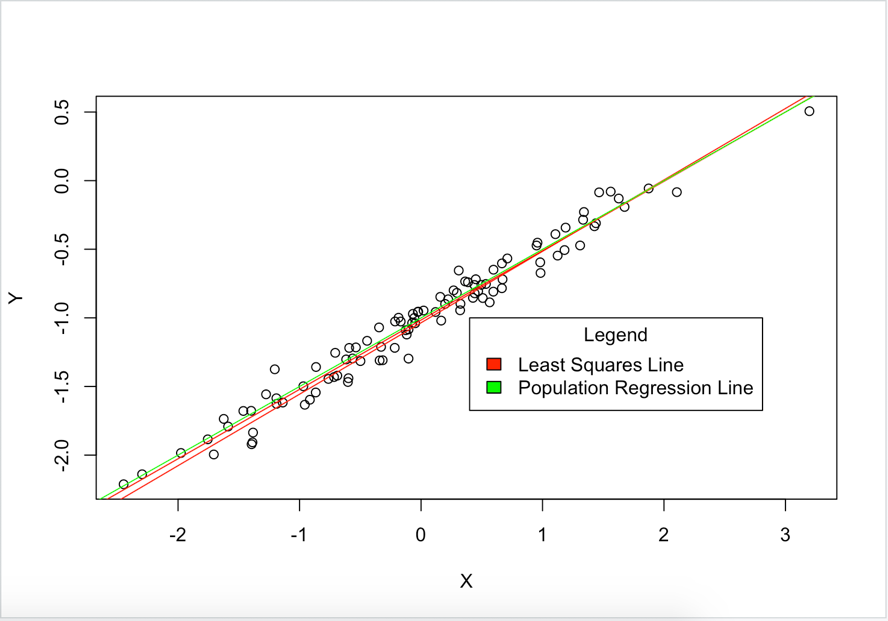 0.5
0.0
-0.5
-1.0
-1.5
-2.0
Y
Legend
Least Squares Line
Population Regression Line
-2 -1 0 1 2 3
X